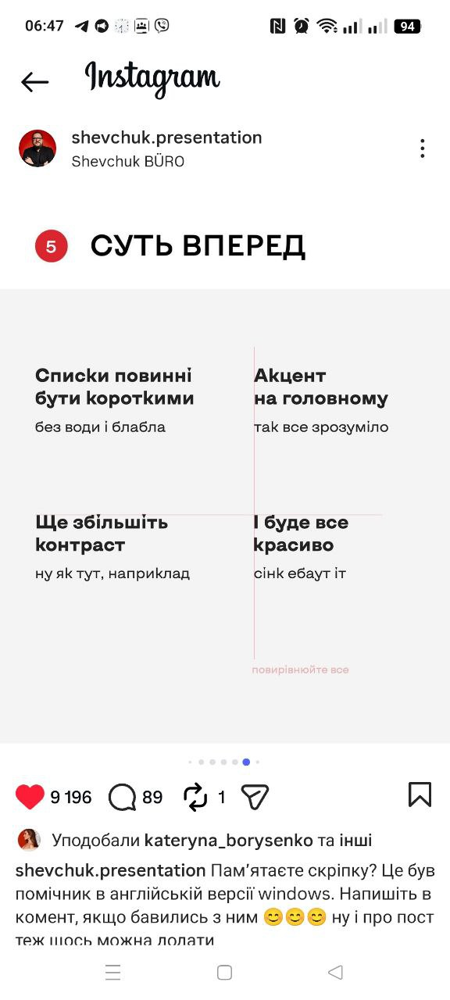 06:47
94
Instagram
shevchuk.presentation
Shevchuk BÜRO
5 СУТЬ ВПЕРЕД
Списки повинні
бути короткими
без води і блабла
Акцент
на головному
так все зрозуміло
Ще збільшіть
контраст
ну як тут, наприклад
І буде все
красиво
сінк ебаут іт
повирівнюйте все
9 196 89 1
Уподобали kateryna_borysenko та інші
shevchuk.presentation Пам’ятаєте скріпку? Це був
помічник в англійській версії windows. Напишіть в
комент, якщо бавились з ним 😊😊😊 ну і про пост
теж щось можна додати